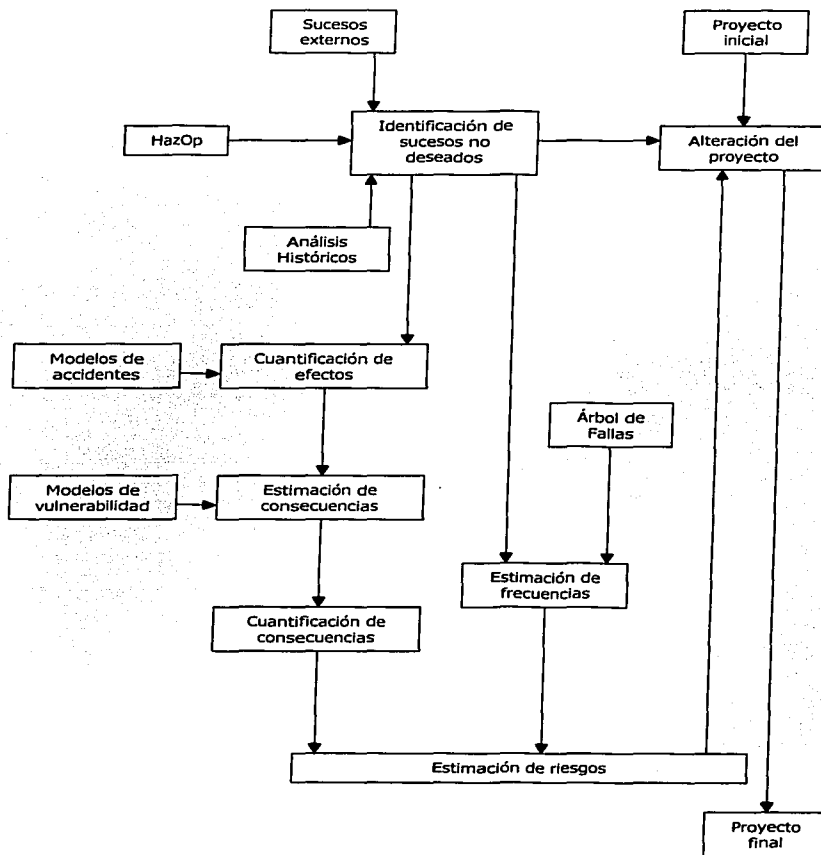 Sucesos
externos
Proyecto
inicial
HazOp
Identificación de
sucesos no
deseados
Alteración del
proyecto
Análisis
Históricos
Modelos de
accidentes
Cuantificación de
efectos
Árbol de
Fallas
Modelos de
vulnerabilidad
Estimación de
consecuencias
Estimación de
frecuencias
Cuantificación de
consecuencias
Estimación de riesgos
Proyecto
final